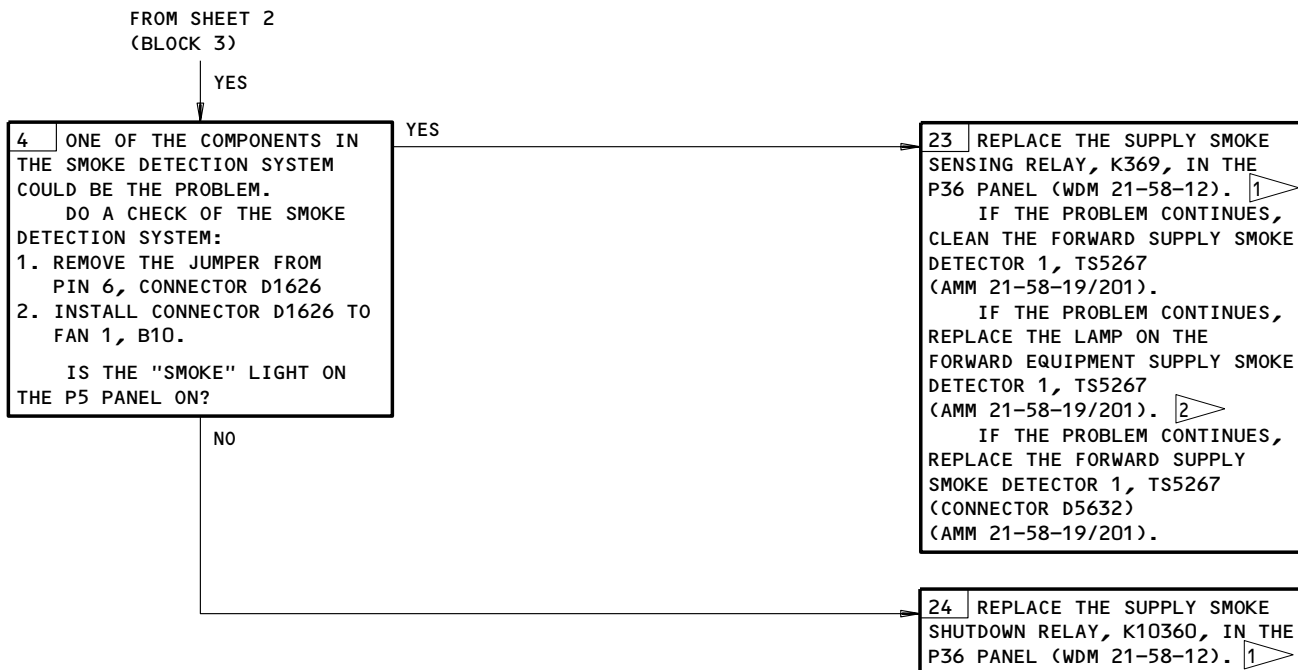 FROM SHEET 2
(BLOCK 3)
YES
4 ONE OF THE COMPONENTS IN
THE SMOKE DETECTION SYSTEM
COULD BE THE PROBLEM.
DO A CHECK OF THE SMOKE
DETECTION SYSTEM:
1. REMOVE THE JUMPER FROM
PIN 6, CONNECTOR D1626
2. INSTALL CONNECTOR D1626 TO
FAN 1, B10.
IS THE "SMOKE" LIGHT ON
THE P5 PANEL ON?
YES
NO
23 REPLACE THE SUPPLY SMOKE
SENSING RELAY, K369, IN THE
P36 PANEL (WDM 21-58-12). 1
IF THE PROBLEM CONTINUES,
CLEAN THE FORWARD SUPPLY SMOKE
DETECTOR 1, TS5267
(AMM 21-58-19/201).
IF THE PROBLEM CONTINUES,
REPLACE THE LAMP ON THE
FORWARD EQUIPMENT SUPPLY SMOKE
DETECTOR 1, TS5267
(AMM 21-58-19/201). 2
IF THE PROBLEM CONTINUES,
REPLACE THE FORWARD SUPPLY
SMOKE DETECTOR 1, TS5267
(CONNECTOR D5632)
(AMM 21-58-19/201).
24 REPLACE THE SUPPLY SMOKE
SHUTDOWN RELAY, K10360, IN THE
P36 PANEL (WDM 21-58-12). 1